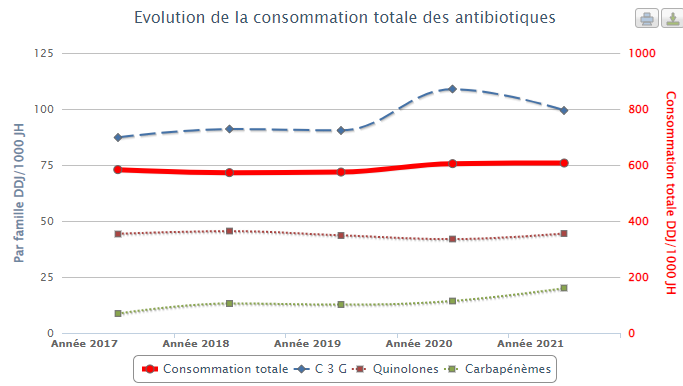 Evolution de la consommation totale des antibiotiques
125
100
75
50
25
0
Par famille DDJ/1000 JH
1000
800
600
400
200
0
Consommation totale DDJ/1000 JH
Année 2017
Année 2018
Année 2019
Année 2020
Année 2021
Consommation totale
C 3 G
Quinolones
Carbapénèmes